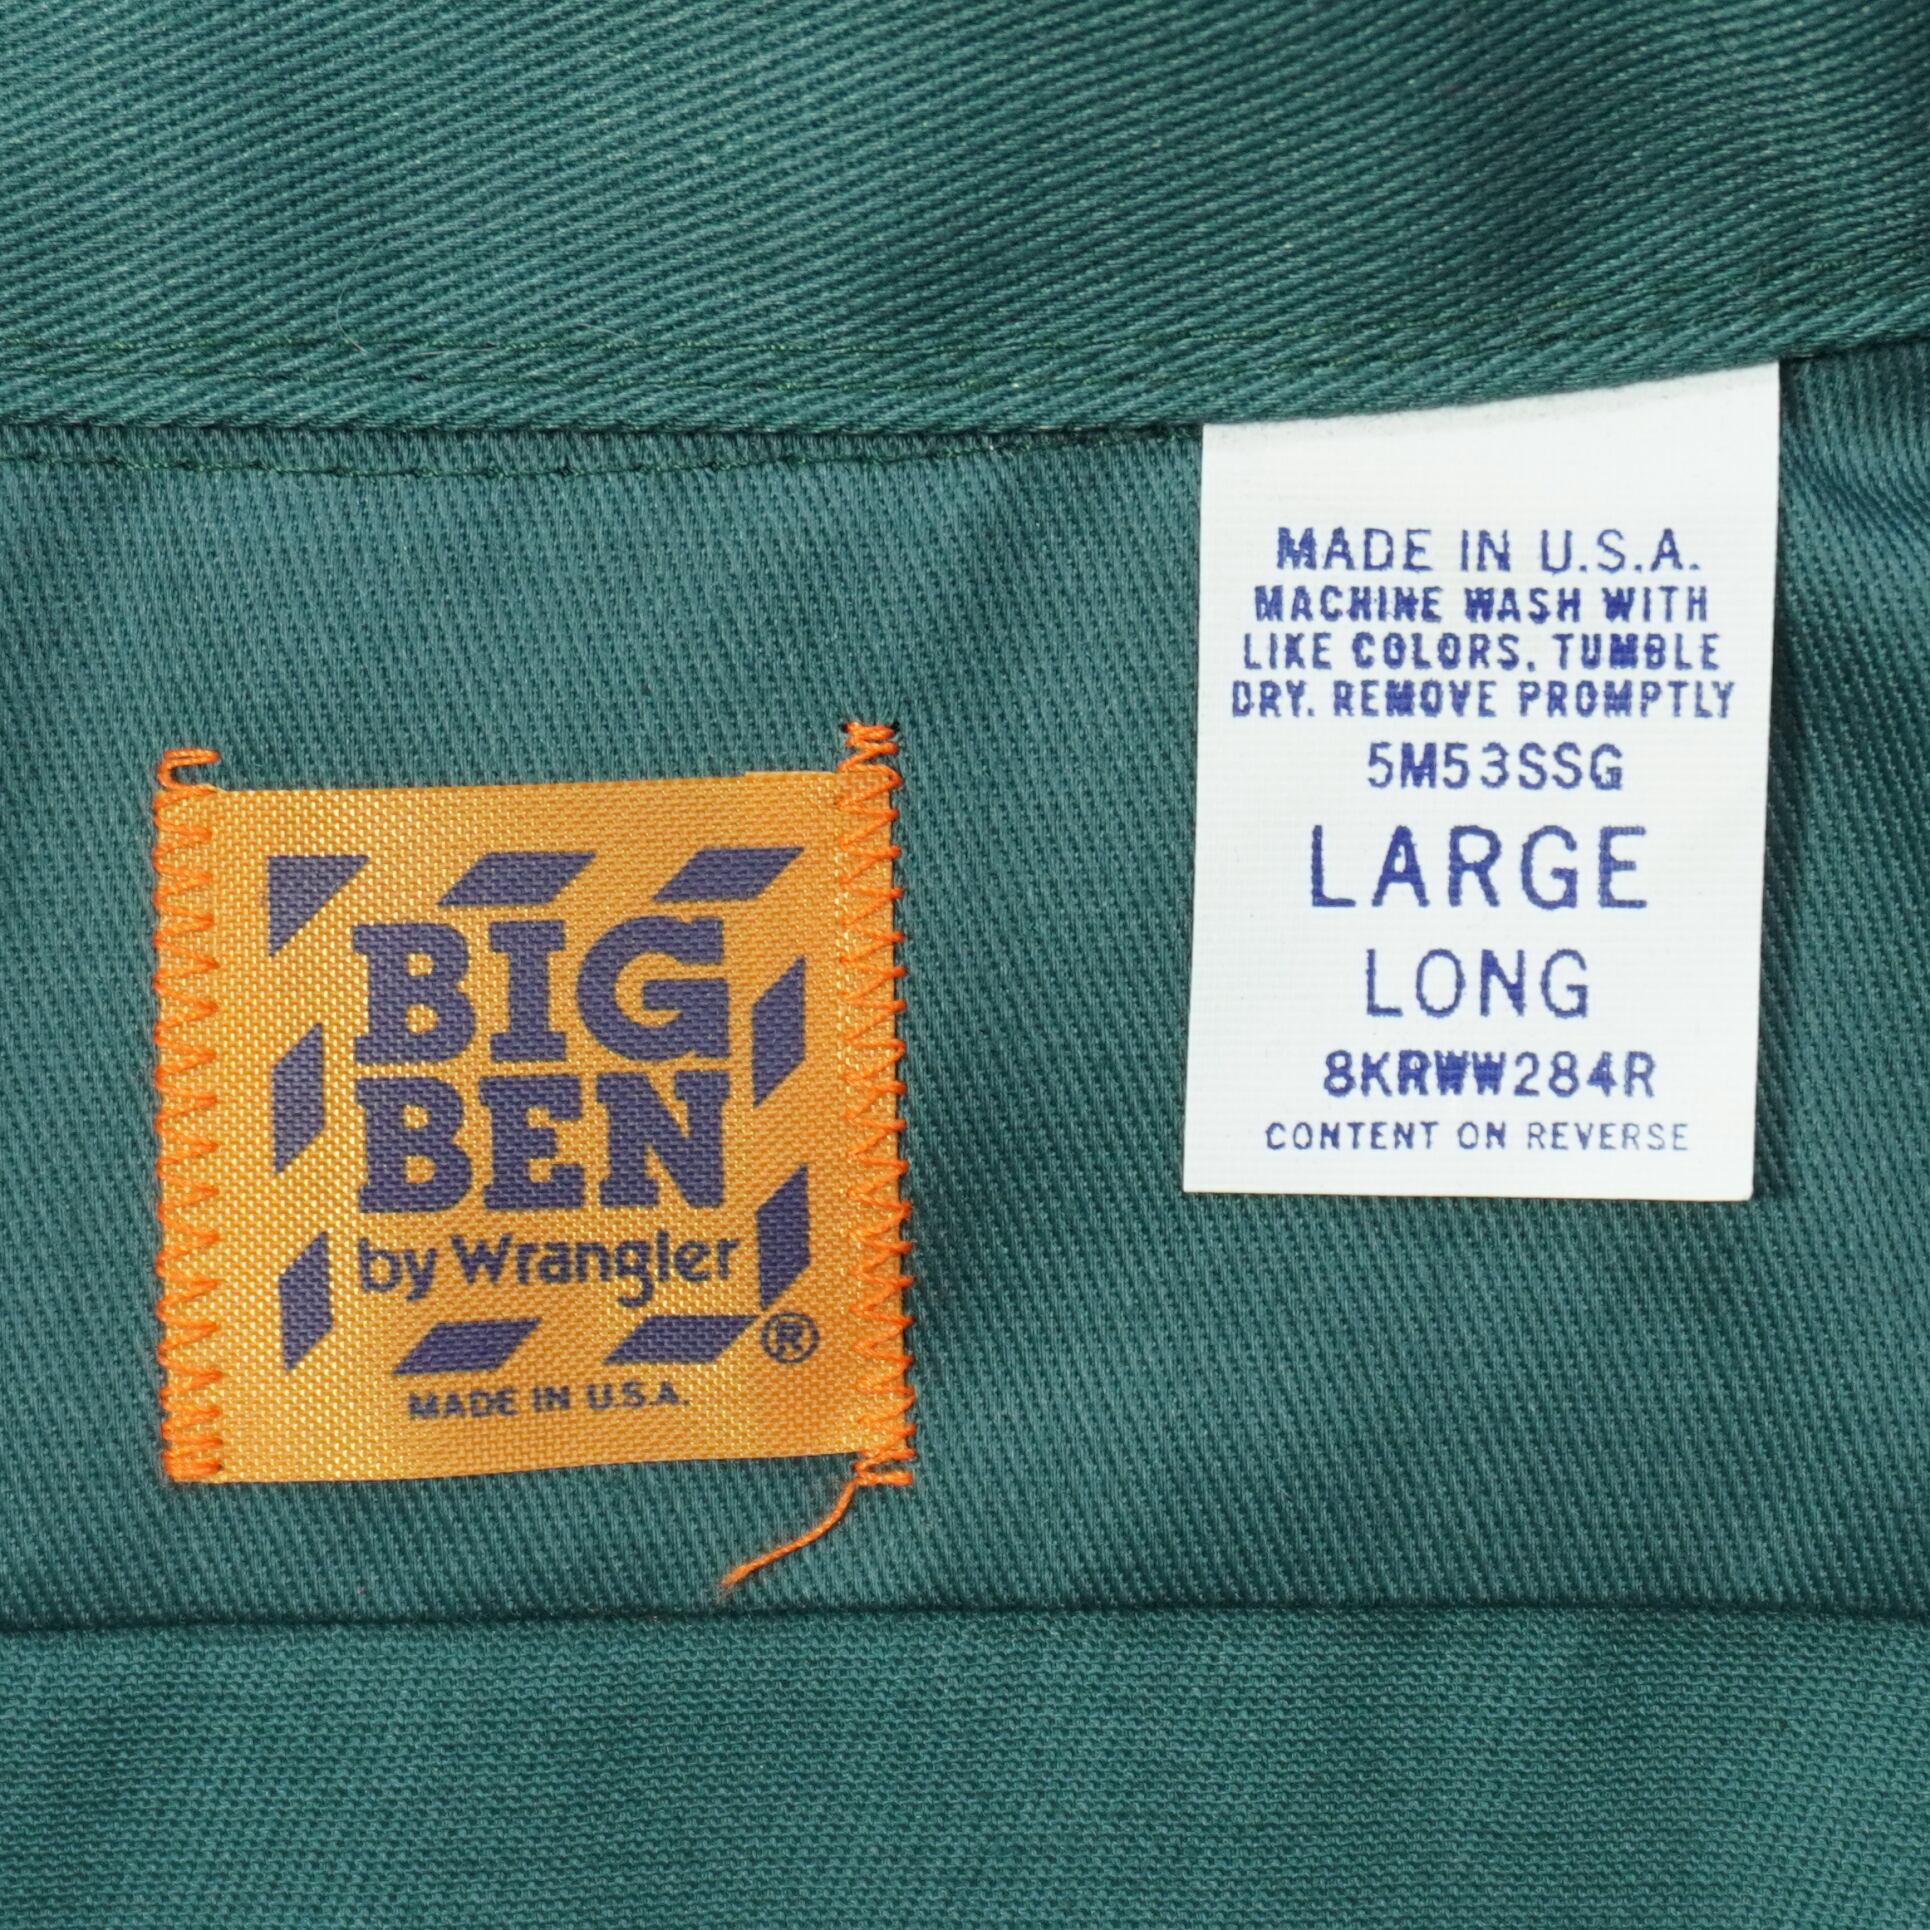 BIG
BEN
by Wrangler
®
MADE IN U.S.A.
MADE IN U.S.A.
MACHINE WASH WITH
LIKE COLORS. TUMBLE
DRY. REMOVE PROMPTLY
5M53SSG
LARGE
LONG
8KRWW284R
CONTENT ON REVERSE